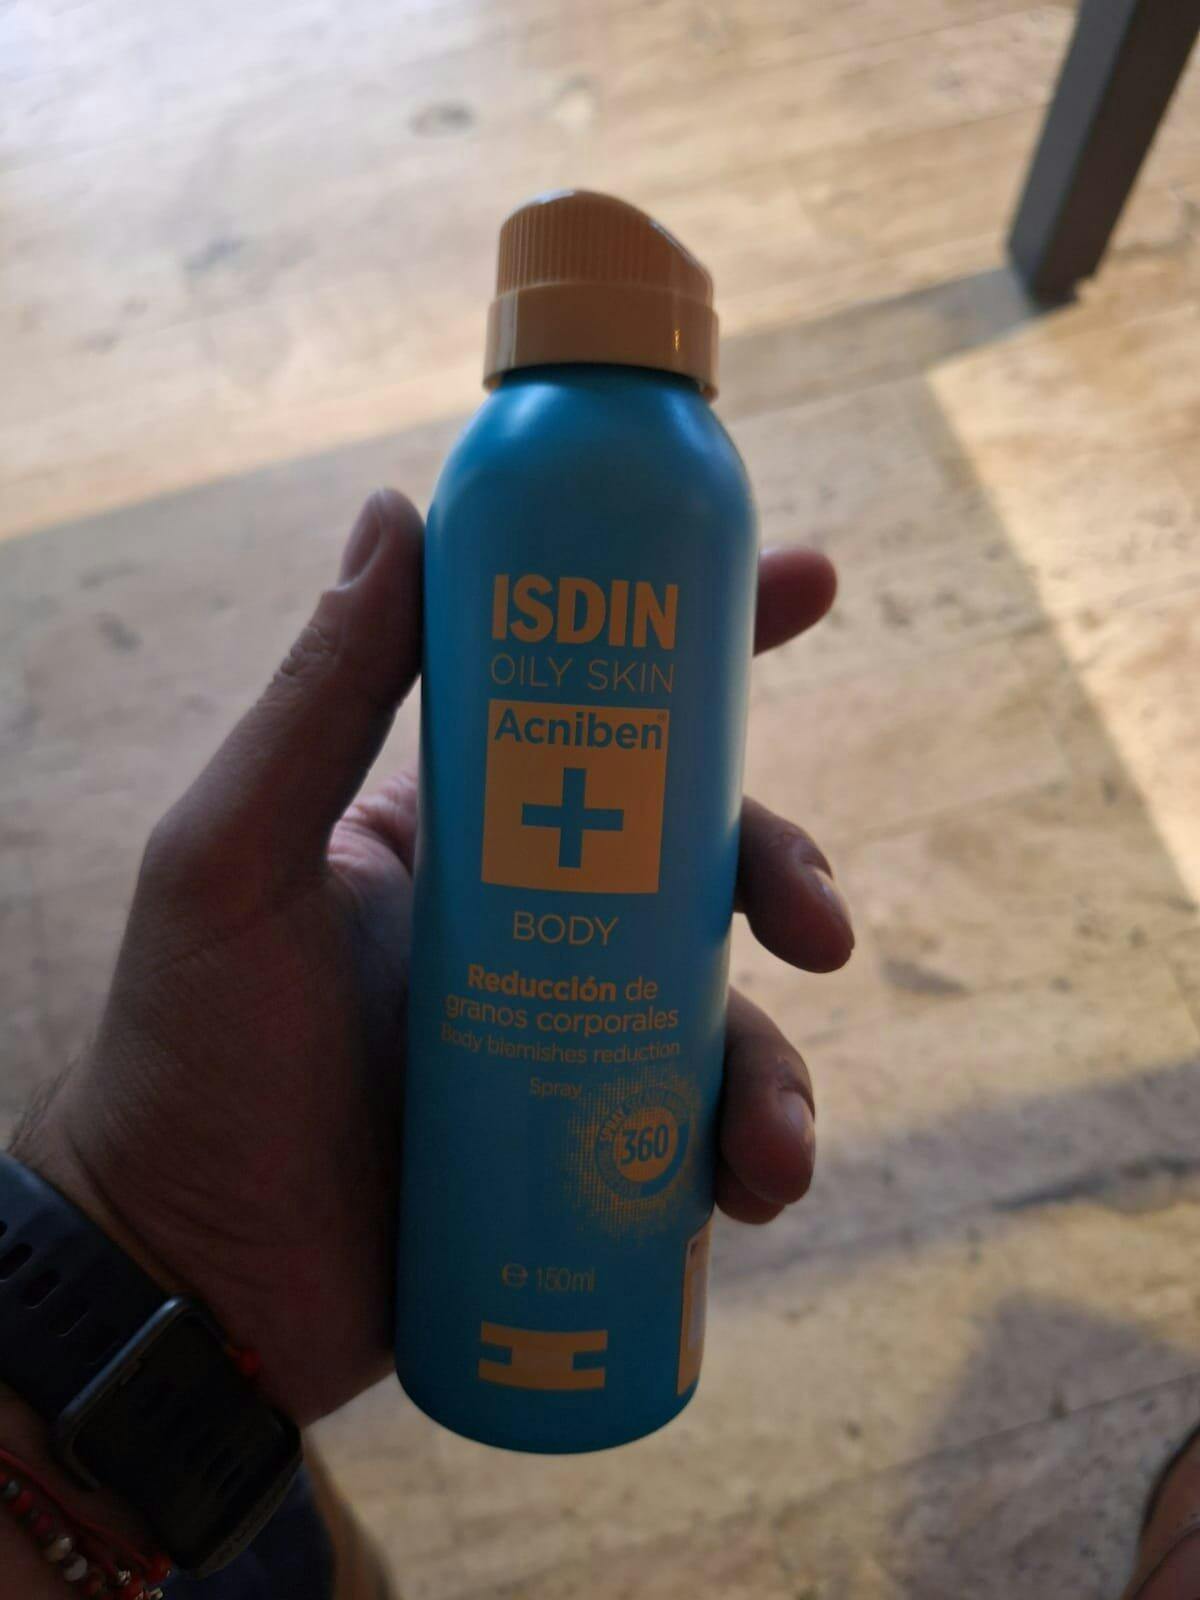 ISDIN
OILY SKIN
Acniben®
BODY
Reducción de
granos corporales
Body blemishes reduction
Spray
360
℮ 150ml